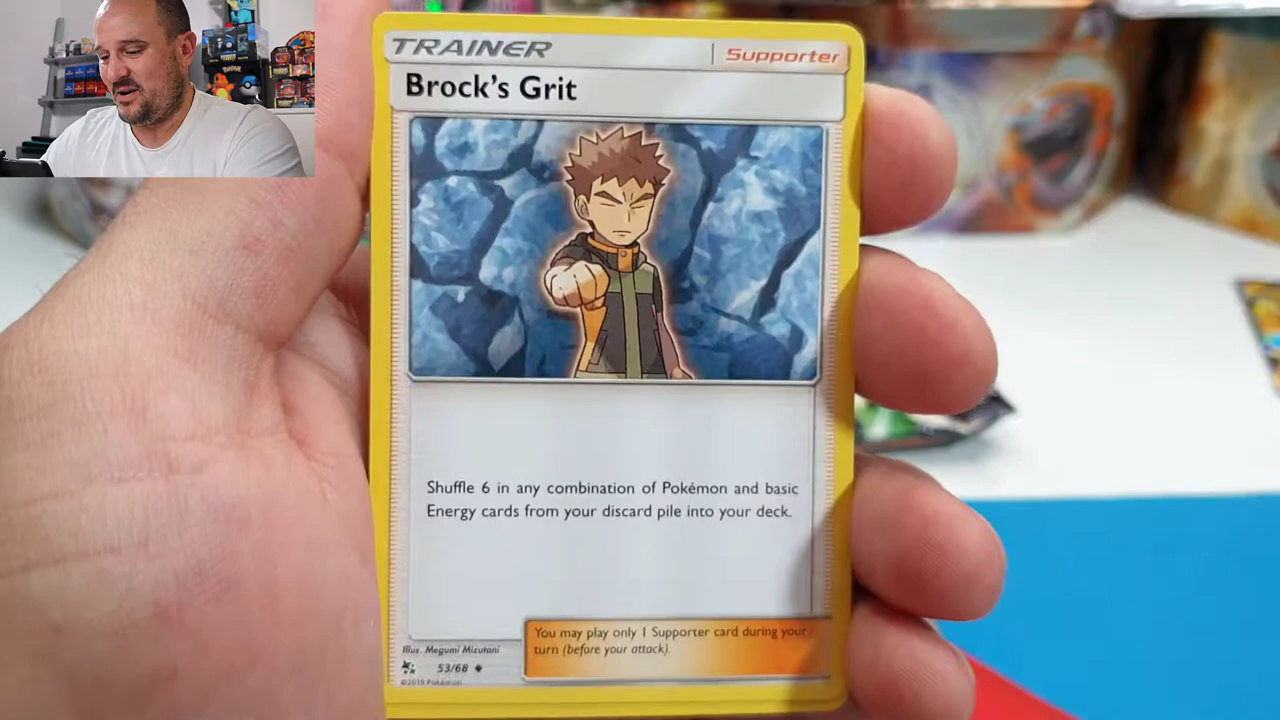 TRAINER
Supporter
Brock's Grit
Shuffle 6 in any combination of Pokémon and basic
Energy cards from your discard pile into your deck.
You may play only 1 Supporter card during your
turn (before your attack).
Illus. Megumi Mizutani
53/68
©2019 Pokémon